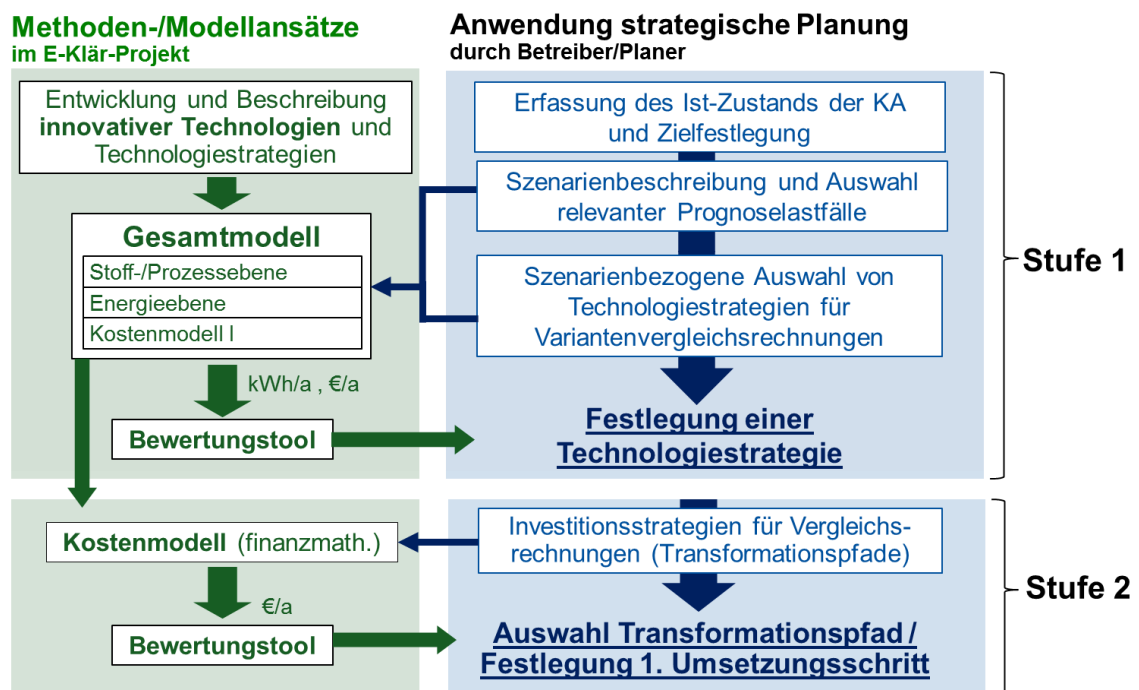 Methoden-/Modellansätze
im E-Klär-Projekt
Anwendung strategische Planung
durch Betreiber/Planer
Entwicklung und Beschreibung
innovativer Technologien und
Technologiestrategien
Gesamtmodell
Stoff-/Prozessebene
Energieebene
Kostenmodell I
kWh/a , €/a
Bewertungstool
Erfassung des Ist-Zustands der KA
und Zielfestlegung
Szenarienbeschreibung und Auswahl
relevanter Prognoselastfälle
Szenarienbezogene Auswahl von
Technologiestrategien für
Variantenvergleichsrechnungen
Festlegung einer
Technologiestrategie
Stufe 1
Kostenmodell (finanzmath.)
€/a
Bewertungstool
Investitionsstrategien für Vergleichs-
rechnungen (Transformationspfade)
Auswahl Transformationspfad /
Festlegung 1. Umsetzungsschritt
Stufe 2